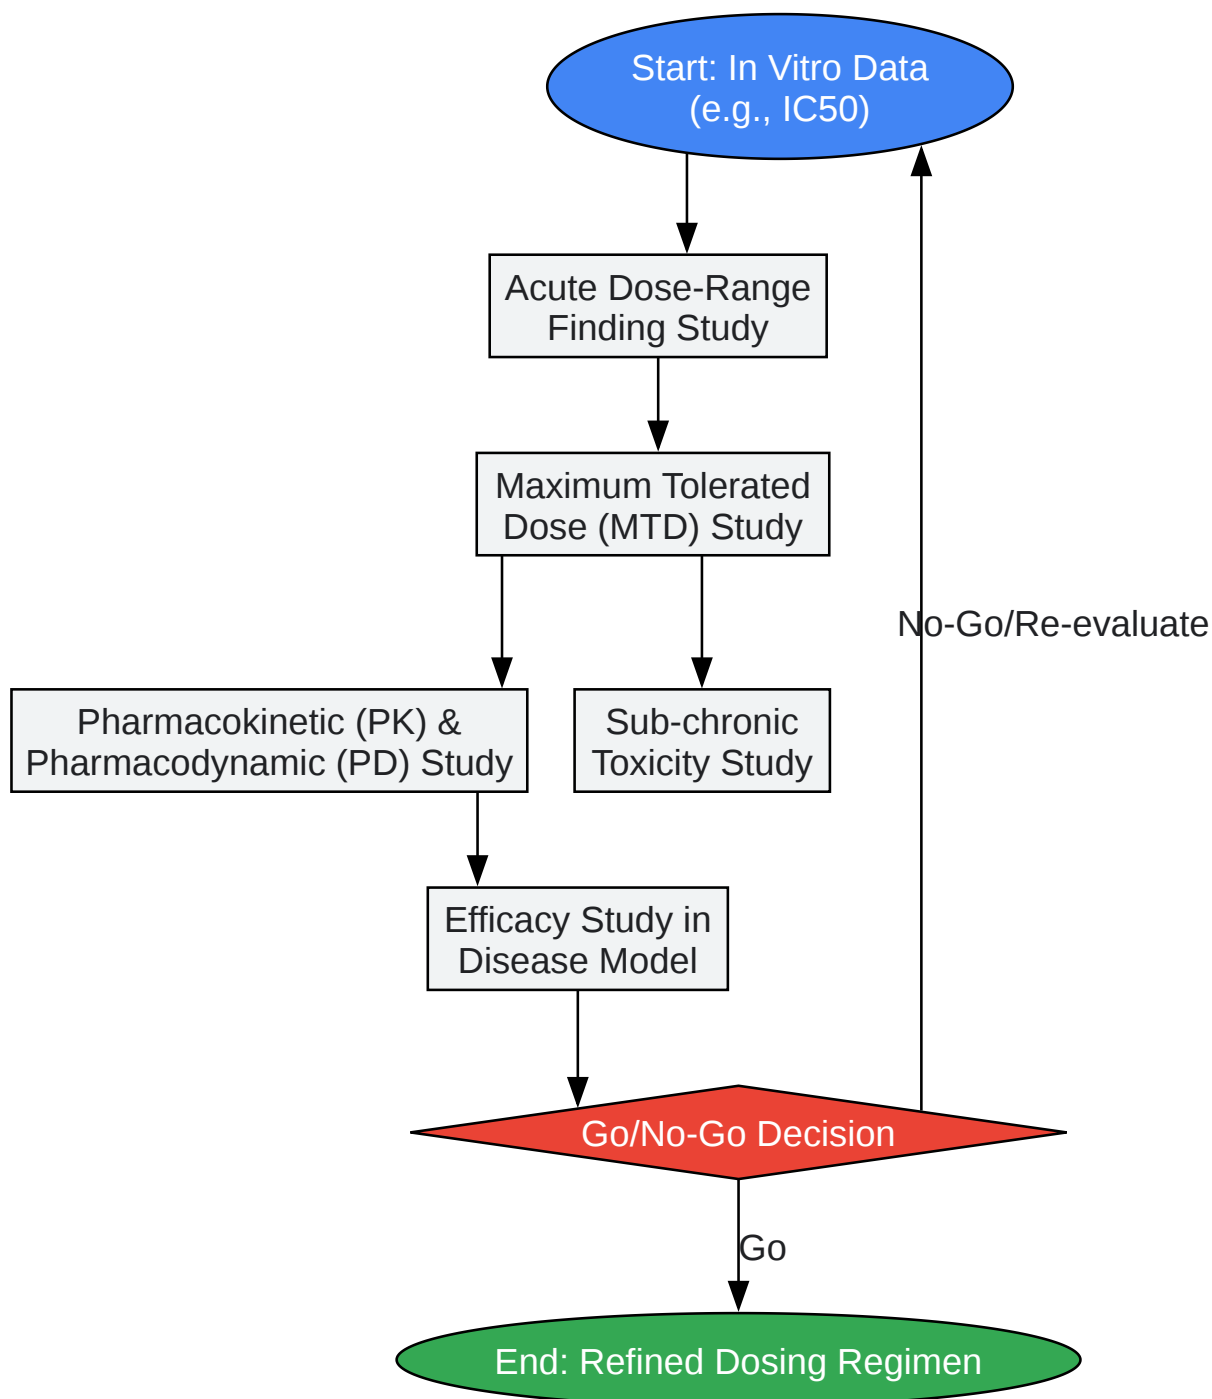 Start: In Vitro Data
(e.g., IC50)
Acute Dose-Range
Finding Study
Maximum Tolerated
Dose (MTD) Study
No-Go/Re-evaluate
Pharmacokinetic (PK) &
Pharmacodynamic (PD) Study
Sub-chronic
Toxicity Study
Efficacy Study in
Disease Model
Go/No-Go Decision
Go
End: Refined Dosing Regimen